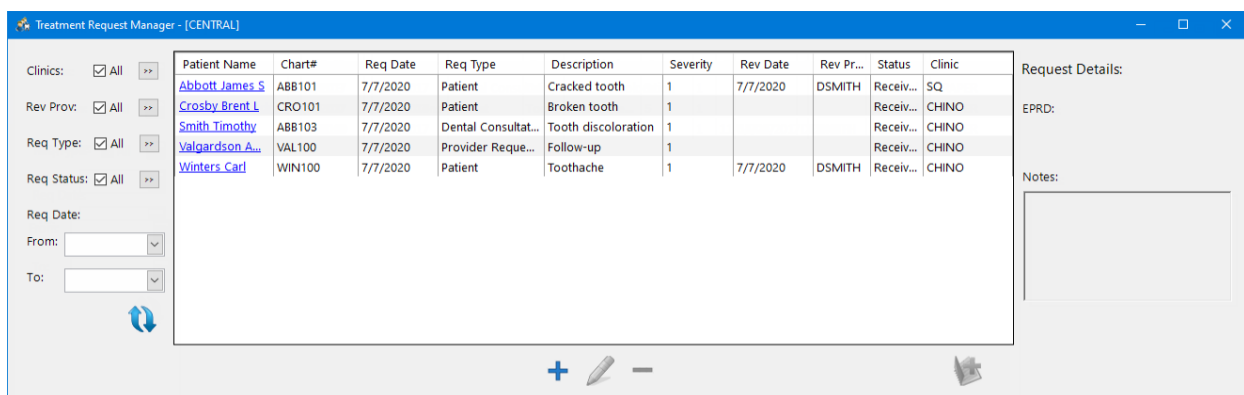 Treatment Request Manager - [CENTRAL]
Clinics: All >>
Rev Prov: All >>
Req Type: All >>
Req Status: All >>
Req Date:
From:
To:
Patient Name Chart# Req Date Req Type Description Severity Rev Date Rev Pr... Status Clinic
Abbott James S ABB101 7/7/2020 Patient Cracked tooth 1 7/7/2020 DSMITH Receiv... SQ
Crosby Brent L CRO101 7/7/2020 Patient Broken tooth 1 Receiv... CHINO
Smith Timothy ABB103 7/7/2020 Dental Consultat... Tooth discoloration 1 Receiv... CHINO
Valgardson A... VAL100 7/7/2020 Provider Reque... Follow-up 1 Receiv... CHINO
Winters Carl WIN100 7/7/2020 Patient Toothache 1 7/7/2020 DSMITH Receiv... CHINO
Request Details:
EPRD:
Notes: